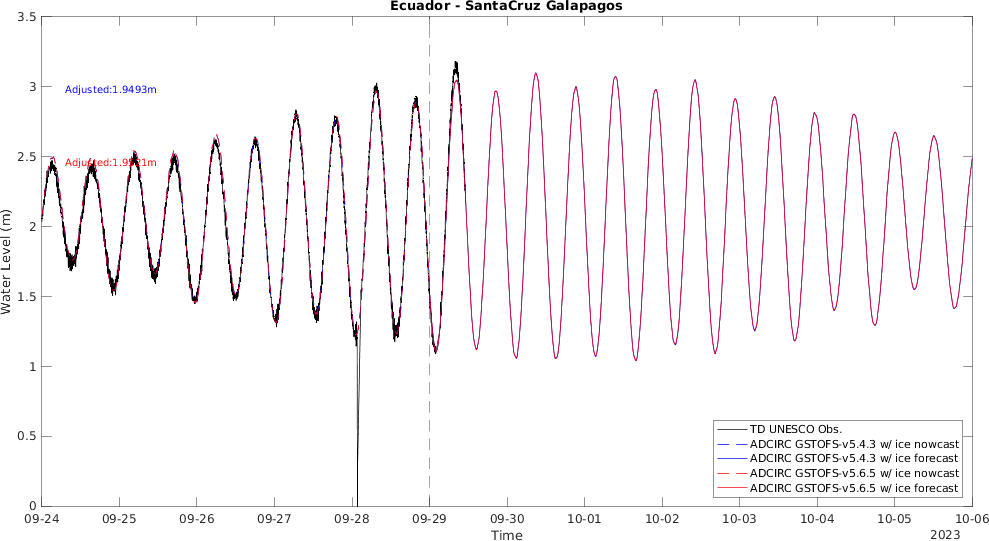 Ecuador - SantaCruz Galapagos
3.5
3
2.5
2
1.5
1
0.5
0
Water Level (m)
Adjusted:1.9493m
TD UNESCO Obs.
ADCIRC GSTOFS-v5.4.3 w/ ice nowcast
ADCIRC GSTOFS-v5.4.3 w/ ice forecast
ADCIRC GSTOFS-v5.6.5 w/ ice nowcast
ADCIRC GSTOFS-v5.6.5 w/ ice forecast
09-24 09-25 09-26 09-27 09-28 09-29 09-30 10-01 10-02 10-03 10-04 10-05 10-06
Time
2023